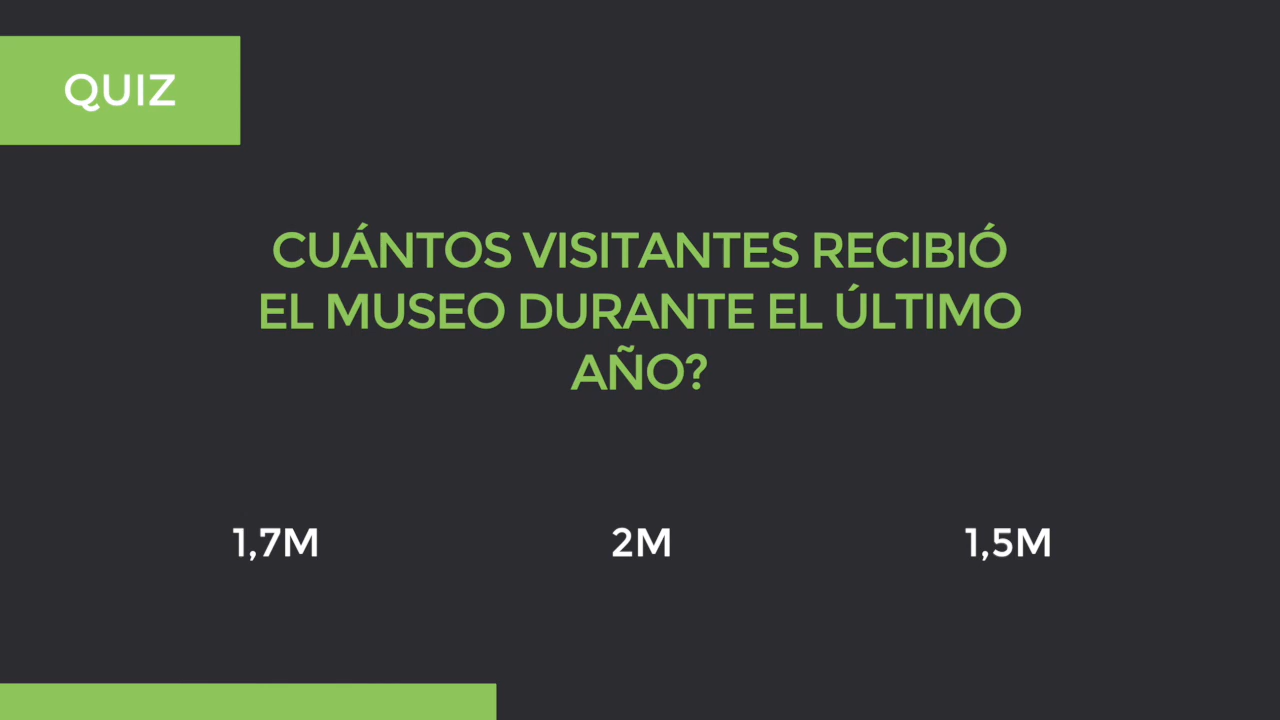 QUIZ
CUÁNTOS VISITANTES RECIBIÓ
EL MUSEO DURANTE EL ÚLTIMO
AÑO?
1,7M 2M 1,5M